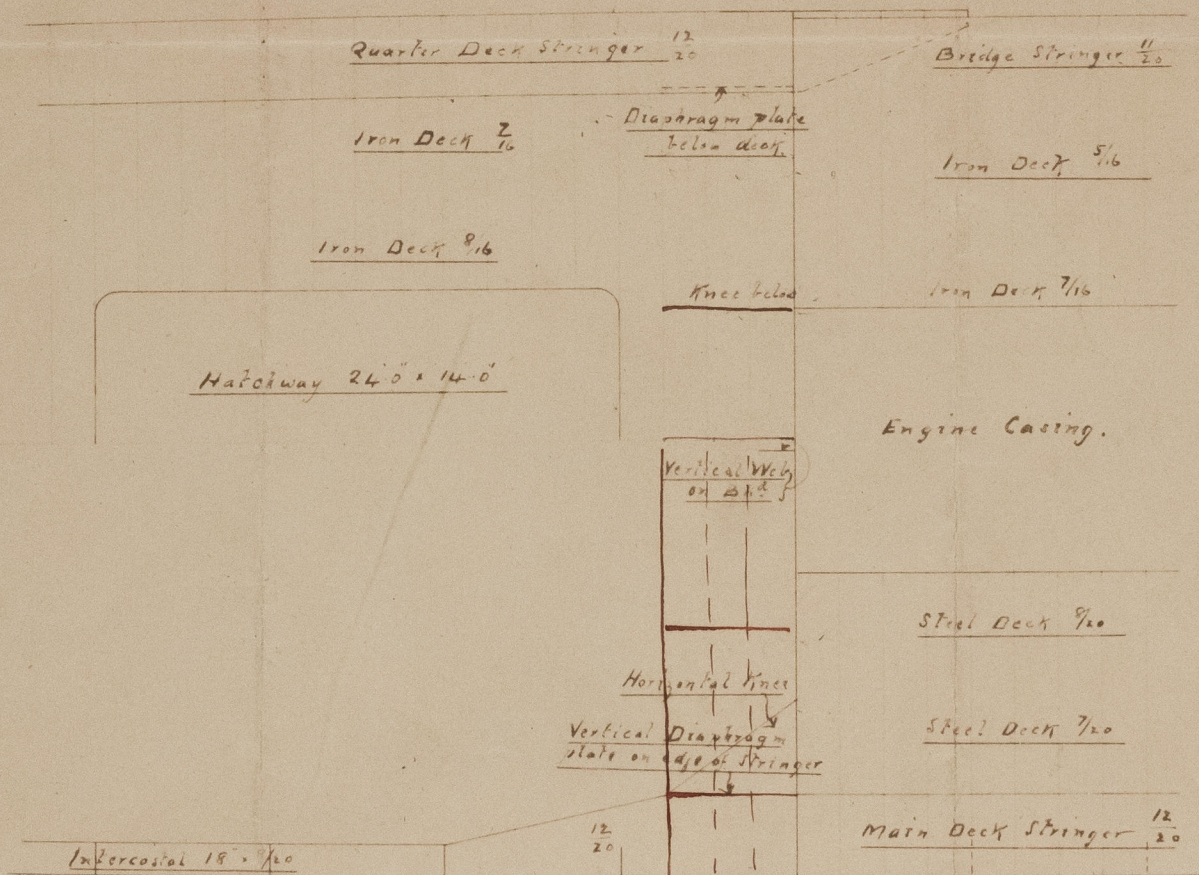 Quarter Deck Stringer 12/20
Bridge Stringer 11/20
Diaphragm plate
below deck.
Iron Deck 7/16
Iron Deck 5/16
Iron Deck 8/16
Knee below
Iron Deck 7/16
Hatchway 24'0" × 14'0"
Engine Casing.
Vertical Web
on Bhd
Steel Deck 8/20
Horizontal Knee
Vertical Diaphragm
plate on edge of Stringer
Steel Deck 7/20
12/20
Main Deck Stringer 12/20
Intercostal 18" ×